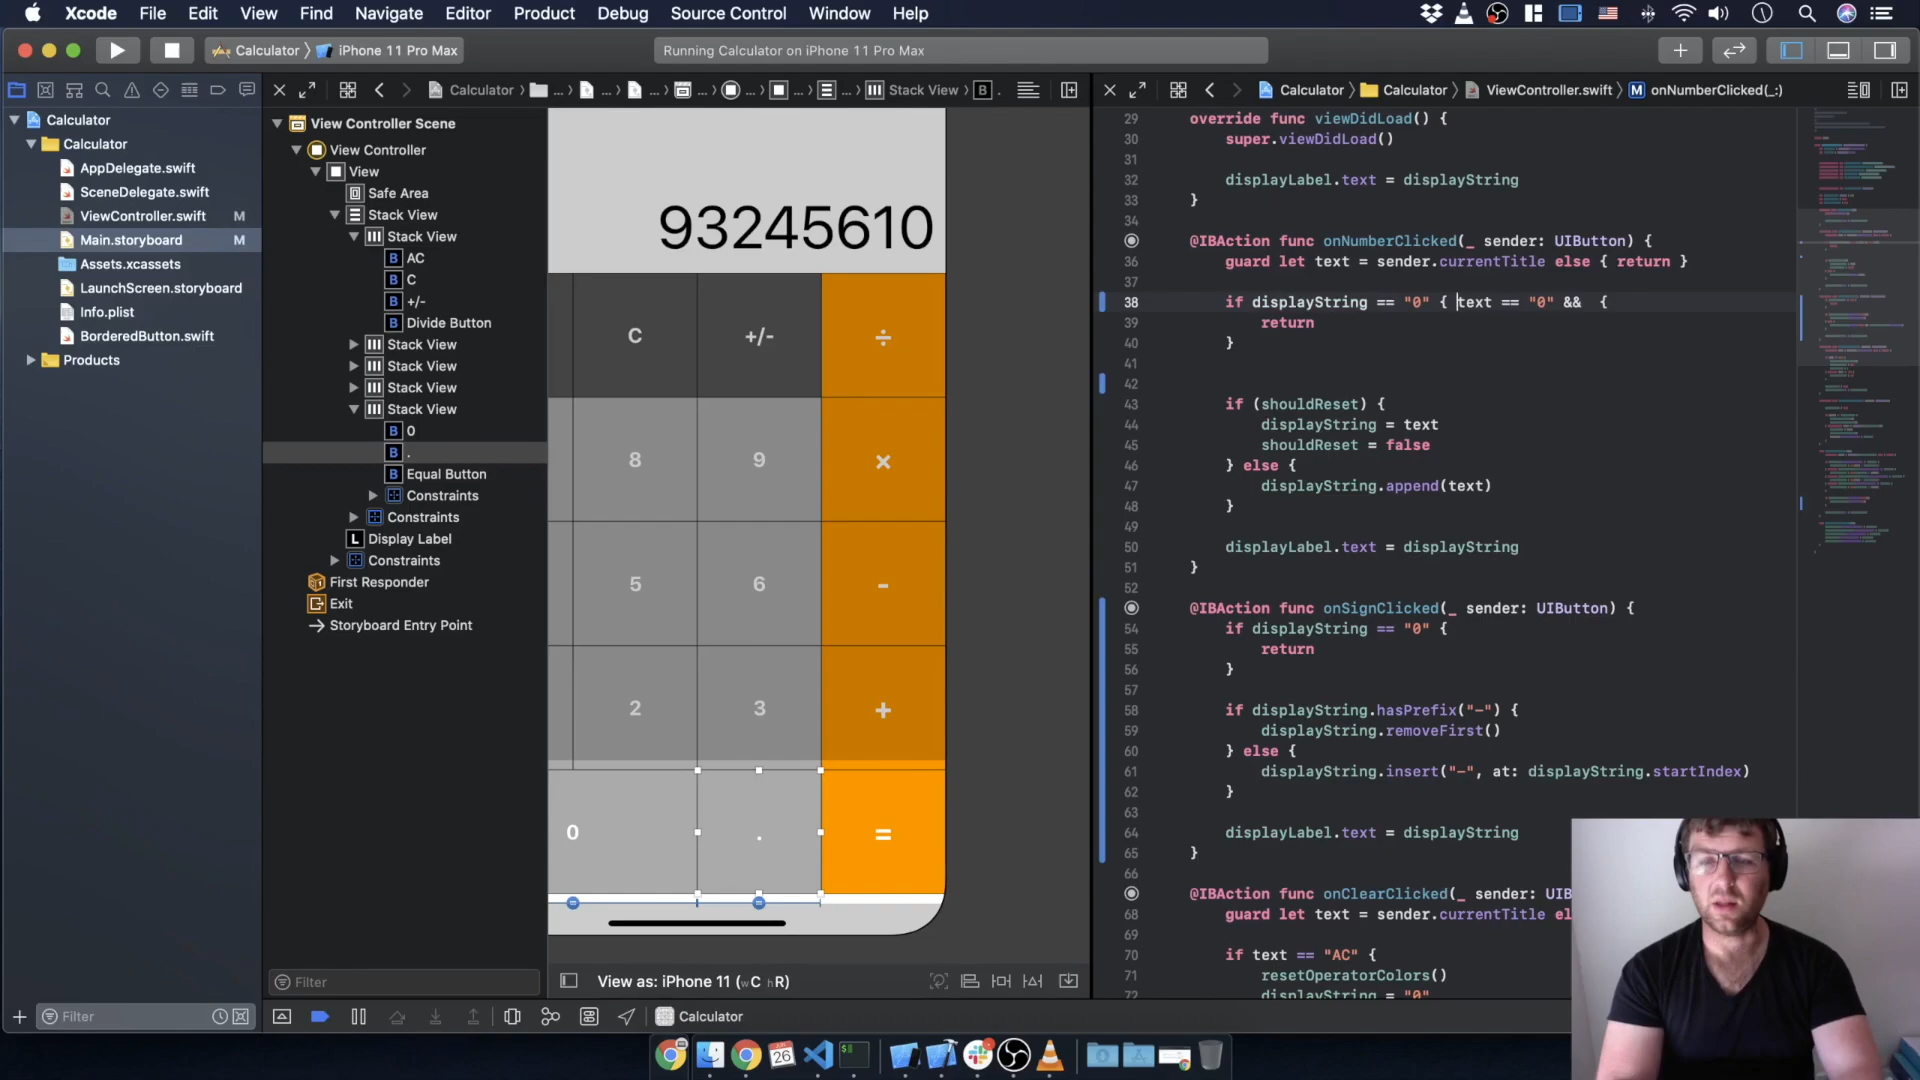 Xcode File Edit View Find Navigate Editor Product Debug Source Control Window Help
Calculator iPhone 11 Pro Max
Running Calculator on iPhone 11 Pro Max
Calculator
Calculator
AppDelegate.swift
SceneDelegate.swift
ViewController.swift M
Main.storyboard M
Assets.xcassets
LaunchScreen.storyboard
Info.plist
BorderedButton.swift
Products
Filter
Calculator ... ... ... ... ... ... ... Stack View B .
View Controller Scene
View Controller
View
Safe Area
Stack View
Stack View
B AC
B C
B +/-
B Divide Button
Stack View
Stack View
Stack View
Stack View
B 0
B .
B Equal Button
Constraints
Constraints
L Display Label
Constraints
First Responder
Exit
Storyboard Entry Point
Filter
93245610
C +/- ÷
8 9 ×
5 6 -
2 3 +
0 . =
View as: iPhone 11 (wC hR)
Calculator
Calculator Calculator ViewController.swift M onNumberClicked(_:)
29 override func viewDidLoad() {
30 super.viewDidLoad()
31
32 displayLabel.text = displayString
33 }
34
@IBAction func onNumberClicked(_ sender: UIButton) {
36 guard let text = sender.currentTitle else { return }
37
38 if displayString == "0" { text == "0" && {
39 return
40 }
41
42
43 if (shouldReset) {
44 displayString = text
45 shouldReset = false
46 } else {
47 displayString.append(text)
48 }
49
50 displayLabel.text = displayString
51 }
52
@IBAction func onSignClicked(_ sender: UIButton) {
54 if displayString == "0" {
55 return
56 }
57
58 if displayString.hasPrefix("-") {
59 displayString.removeFirst()
60 } else {
61 displayString.insert("-", at: displayString.startIndex)
62 }
63
64 displayLabel.text = displayString
65 }
66
@IBAction func onClearClicked(_ sender: UIB
68 guard let text = sender.currentTitle el
69
70 if text == "AC" {
71 resetOperatorColors()
72 displayString = "0"
26